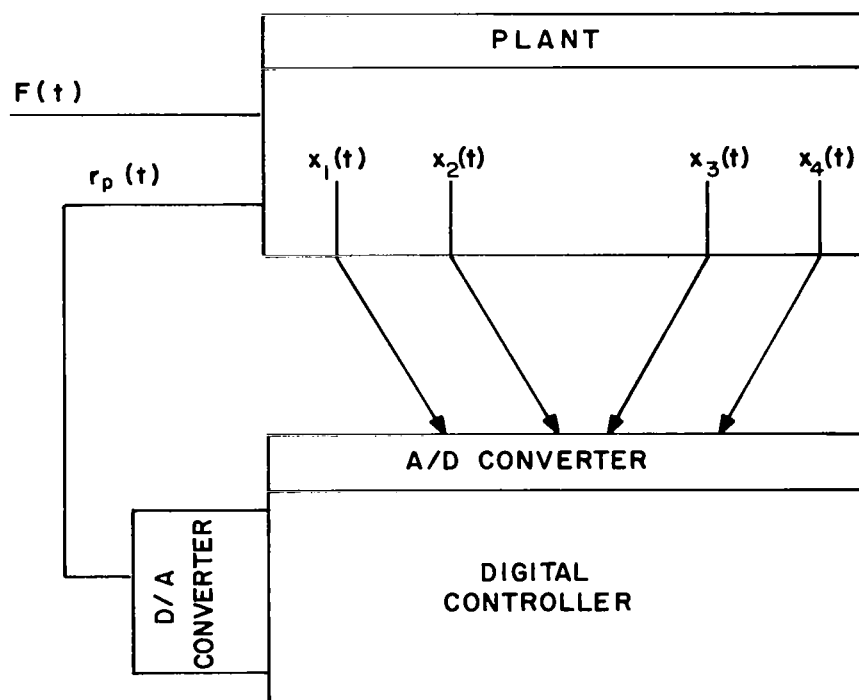 PLANT
F(t)
x₁(t) x₂(t) x₃(t) x₄(t)
rₚ(t)
A/D CONVERTER
D/A CONVERTER
DIGITAL
CONTROLLER